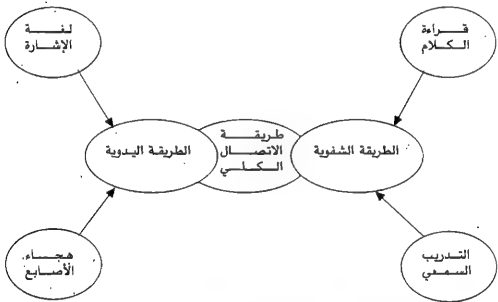 قراءة
الكلام
لغة
الإشارة
الطريقة الشفوية
طريقة
الاتصال
الكلي
الطريقة اليدوية
التدريب
السمعي
هجاء
الأصابع